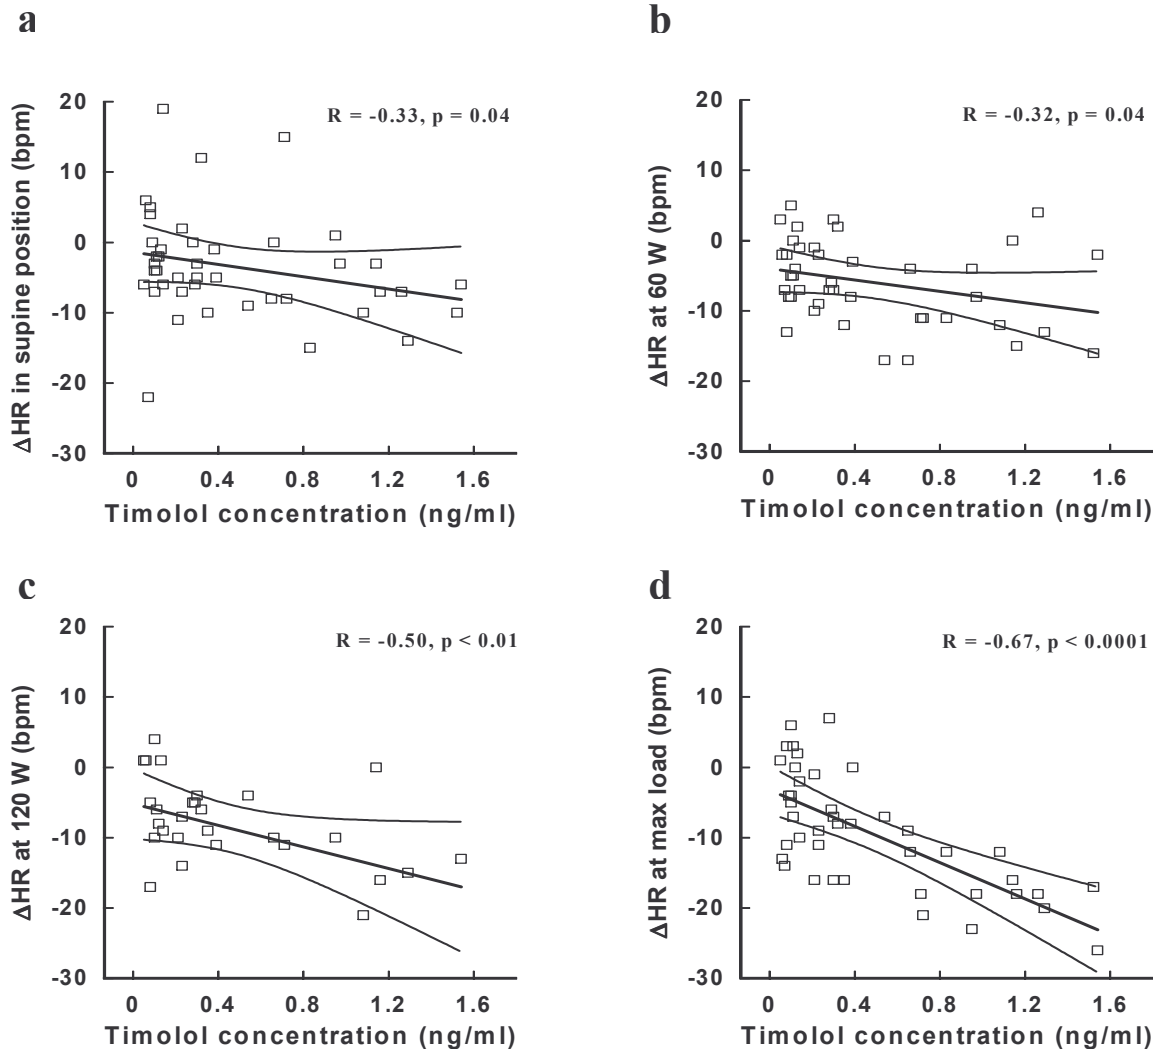 a
R = -0.33, p = 0.04
ΔHR in supine position (bpm)
20
10
0
-10
-20
-30
0 0.4 0.8 1.2 1.6
Timolol concentration (ng/ml)
b
R = -0.32, p = 0.04
ΔHR at 60 W (bpm)
20
10
0
-10
-20
-30
0 0.4 0.8 1.2 1.6
Timolol concentration (ng/ml)
c
R = -0.50, p < 0.01
ΔHR at 120 W (bpm)
20
10
0
-10
-20
-30
0 0.4 0.8 1.2 1.6
Timolol concentration (ng/ml)
d
R = -0.67, p < 0.0001
ΔHR at max load (bpm)
20
10
0
-10
-20
-30
0 0.4 0.8 1.2 1.6
Timolol concentration (ng/ml)